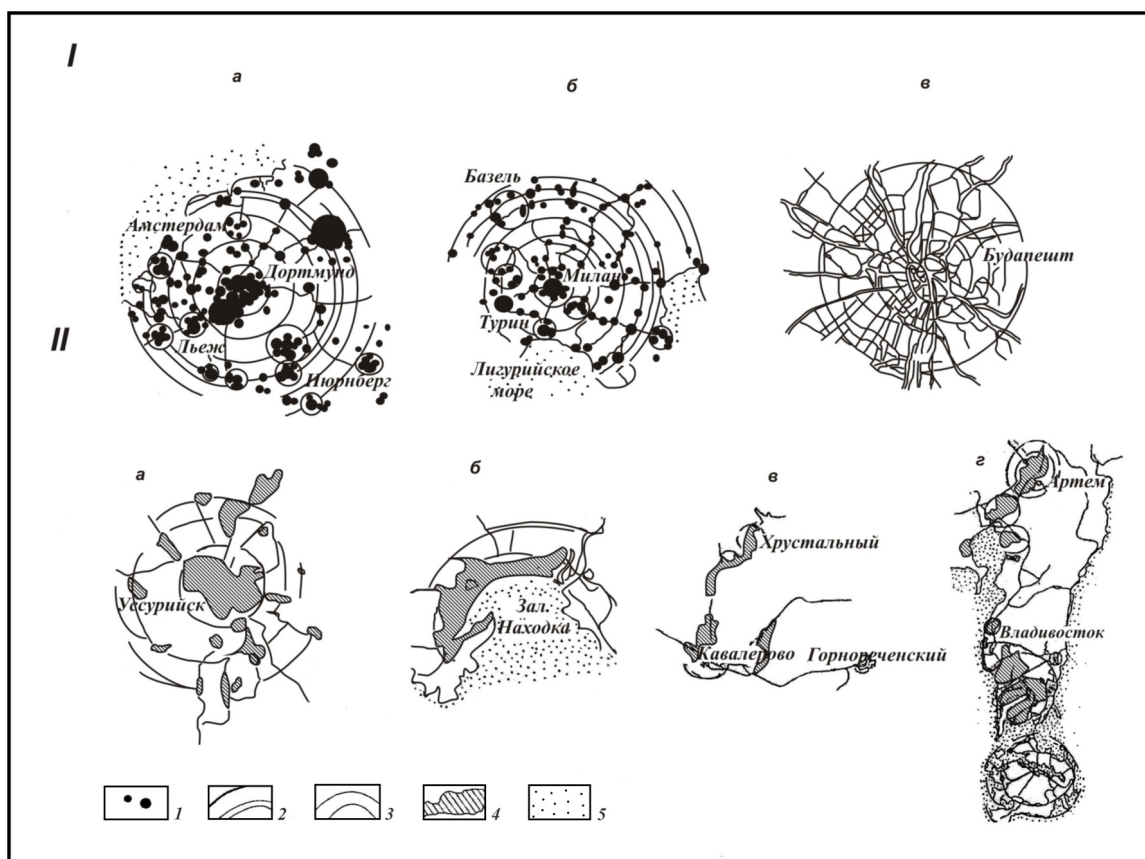 I
а
б
в
Базель
Амстердам
Дортмунд
Милан
Будапешт
Турин
II
Льеж
Нюрнберг
Лигурийское
море
а
б
в
г
Артем
Хрустальный
Уссурийск
Зал.
Находка
Владивосток
Кавалерово
Горнореченский
1
2
3
4
5